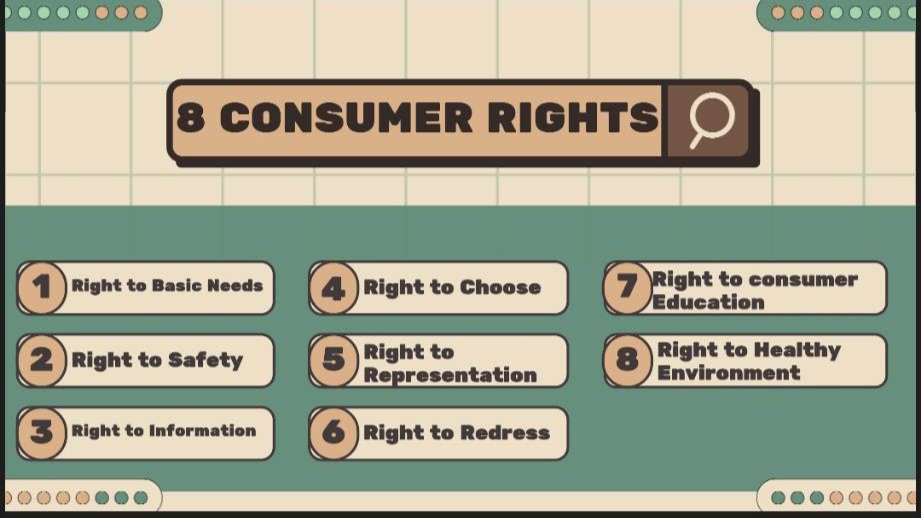 8 CONSUMER RIGHTS
1 Right to Basic Needs
2 Right to Safety
3 Right to Information
4 Right to Choose
5 Right to
Representation
6 Right to Redress
7 Right to consumer
Education
8 Right to Healthy
Environment